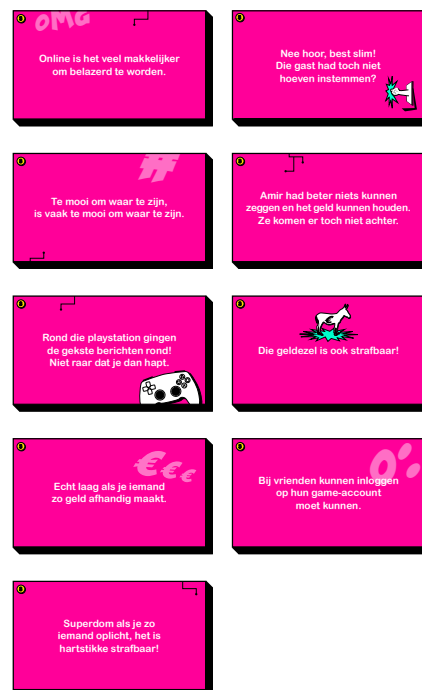 OMG
Online is het veel makkelijker
om belazerd te worden.
Nee hoor, best slim!
Die gast had toch niet
hoeven instemmen?
#
Te mooi om waar te zijn,
is vaak te mooi om waar te zijn.
Amir had beter niets kunnen
zeggen en het geld kunnen houden.
Ze komen er toch niet achter.
Rond die playstation gingen
de gekste berichten rond!
Niet raar dat je dan hapt.
Die geldezel is ook strafbaar!
€€€
Echt laag als je iemand
zo geld afhandig maakt.
Bij vrienden kunnen inloggen
op hun game-account
moet kunnen.
Superdom als je zo
iemand oplicht, het is
hartstikke strafbaar!